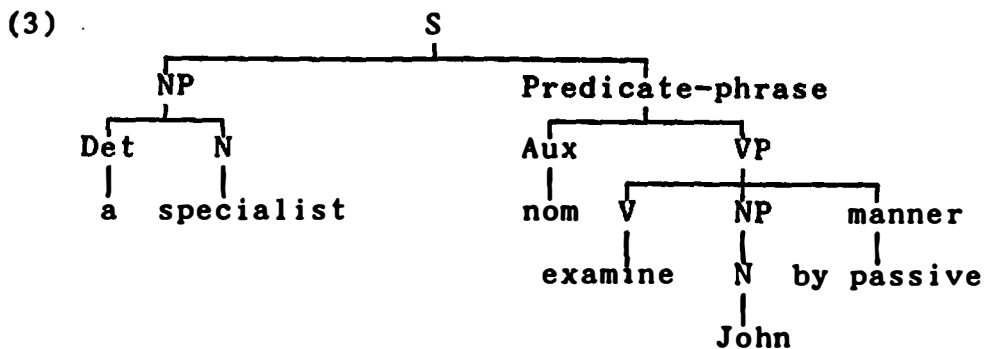 (3) S
NP Predicate-phrase
Det N Aux VP
a specialist nom V NP manner
examine N by passive
John